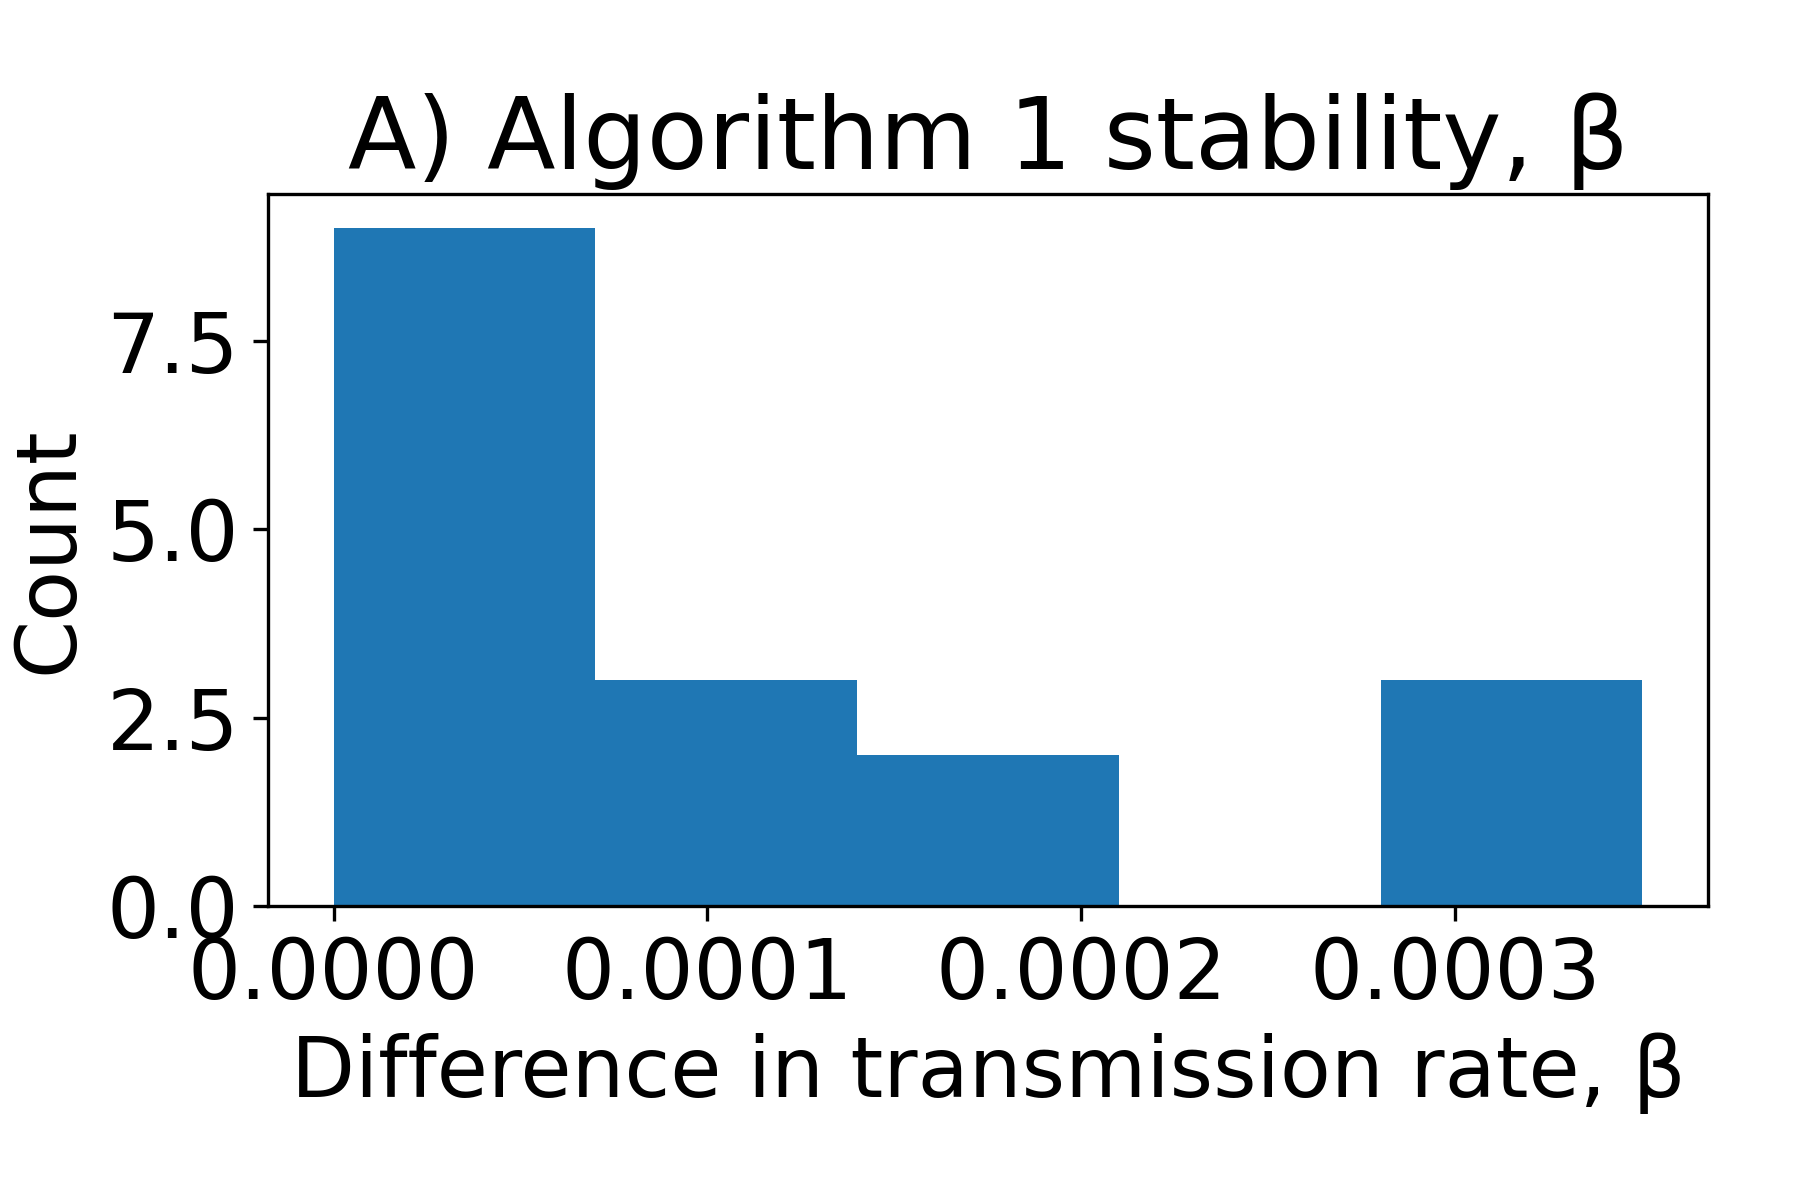 A) Algorithm 1 stability, β
Count
7.5
5.0
2.5
0.0
0.0000 0.0001 0.0002 0.0003
Difference in transmission rate, β